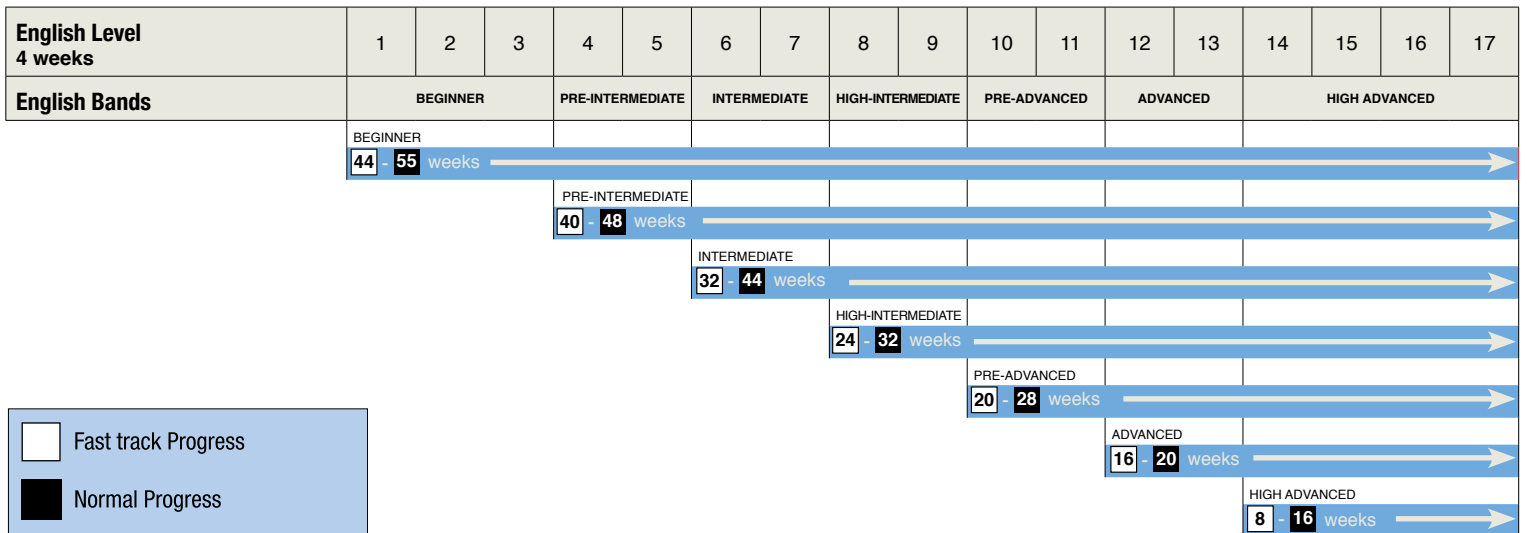 English Level 1 2 3 4 5 6 7 8 9 10 11 12 13 14 15 16 17
4 weeks
English Bands BEGINNER PRE-INTERMEDIATE INTERMEDIATE HIGH-INTERMEDIATE PRE-ADVANCED ADVANCED HIGH ADVANCED
BEGINNER
44 - 55 weeks
PRE-INTERMEDIATE
40 - 48 weeks
INTERMEDIATE
32 - 44 weeks
HIGH-INTERMEDIATE
24 - 32 weeks
PRE-ADVANCED
20 - 28 weeks
ADVANCED
16 - 20 weeks
HIGH ADVANCED
8 - 16 weeks
Fast track Progress
Normal Progress